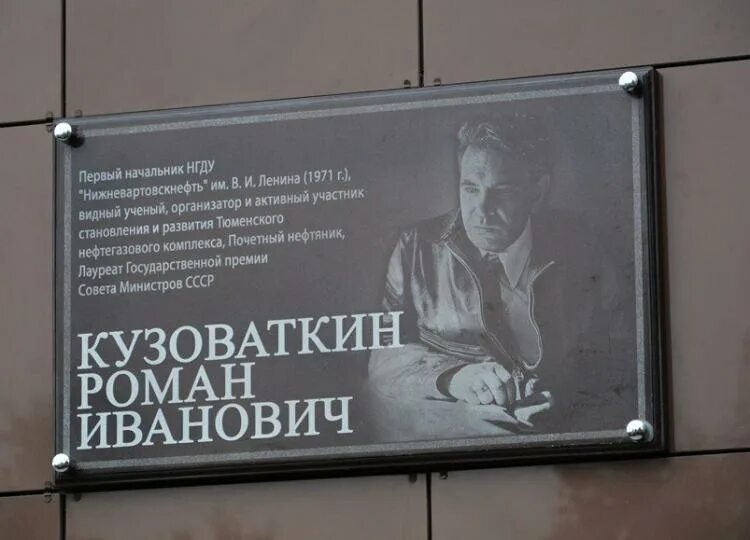 Первый начальник НГДУ
"Нижневартовскнефть" им. В. И. Ленина (1971 г.),
видный ученый, организатор и активный участник
становления и развития Тюменского
нефтегазового комплекса, Почетный нефтяник,
Лауреат Государственной премии
Совета Министров СССР
КУЗОВАТКИН
РОМАН
ИВАНОВИЧ